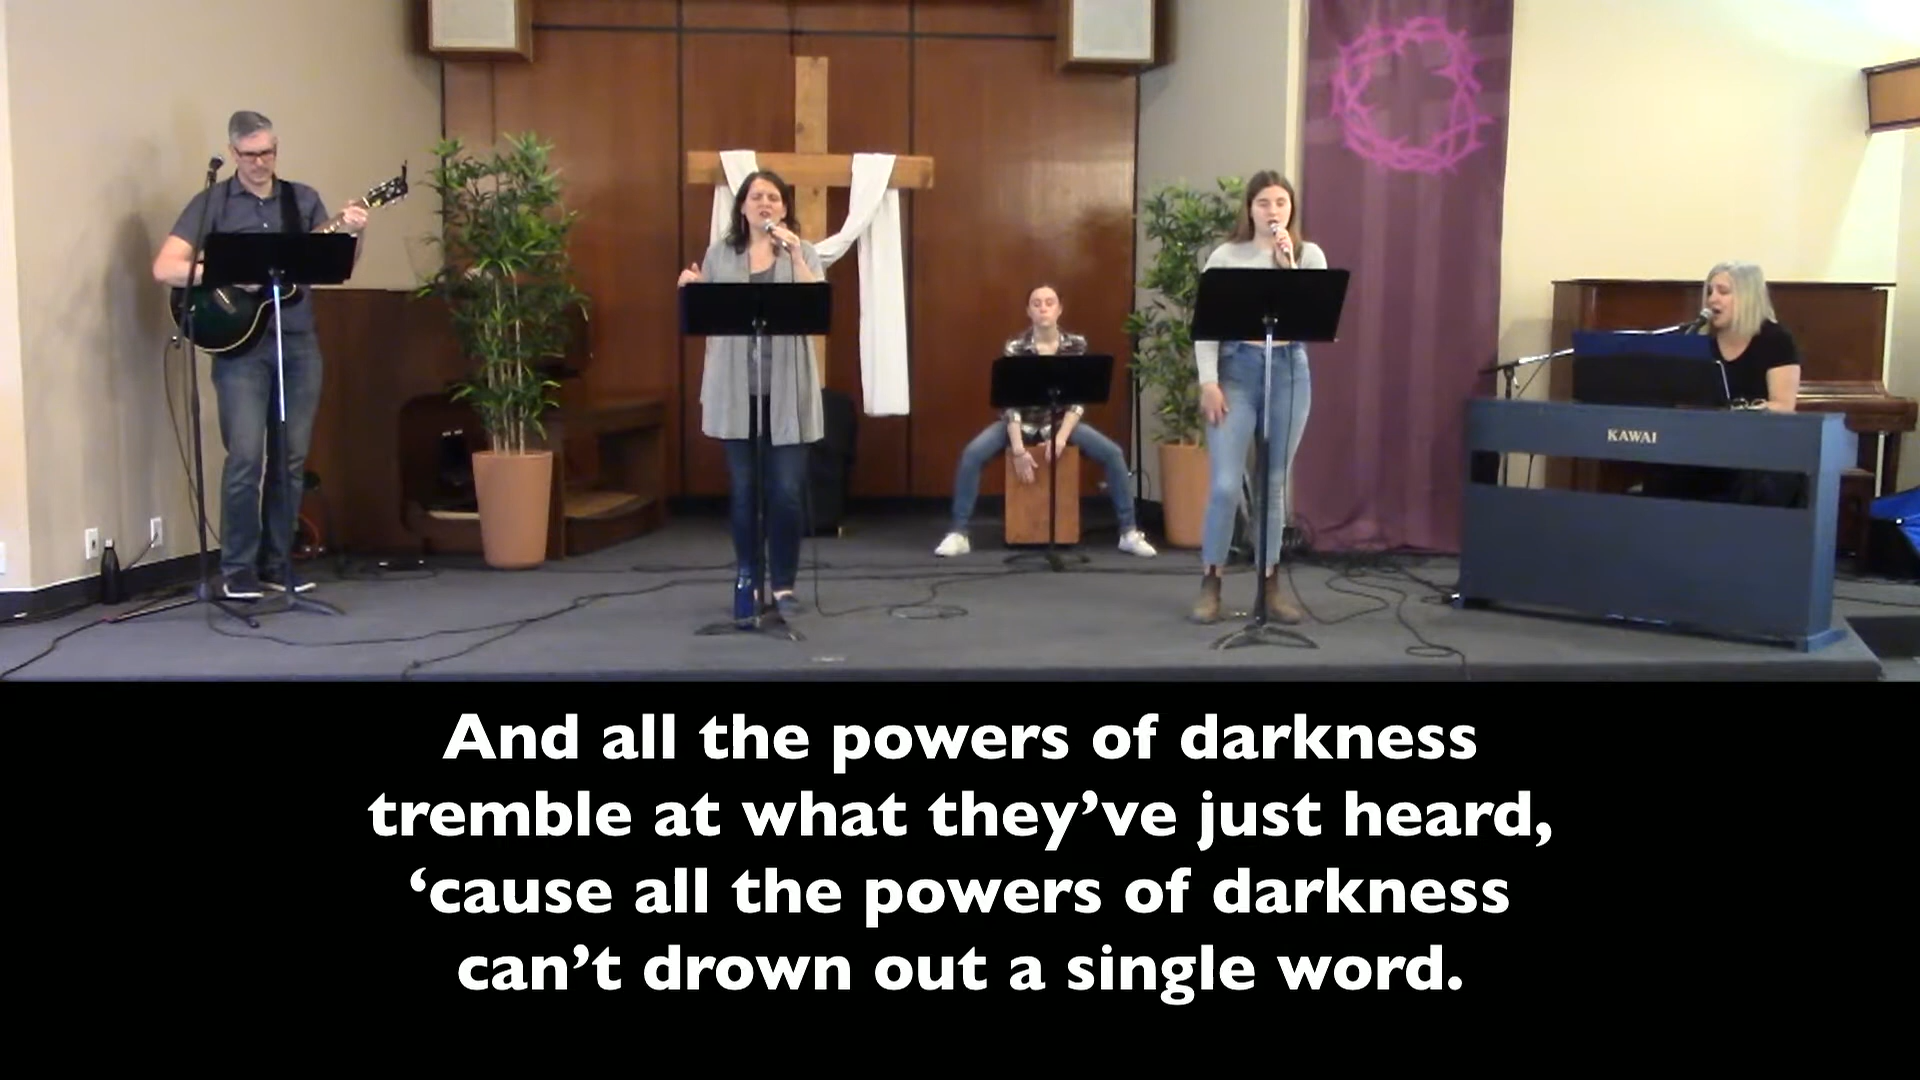 KAWAI
And all the powers of darkness
tremble at what they’ve just heard,
‘cause all the powers of darkness
can’t drown out a single word.